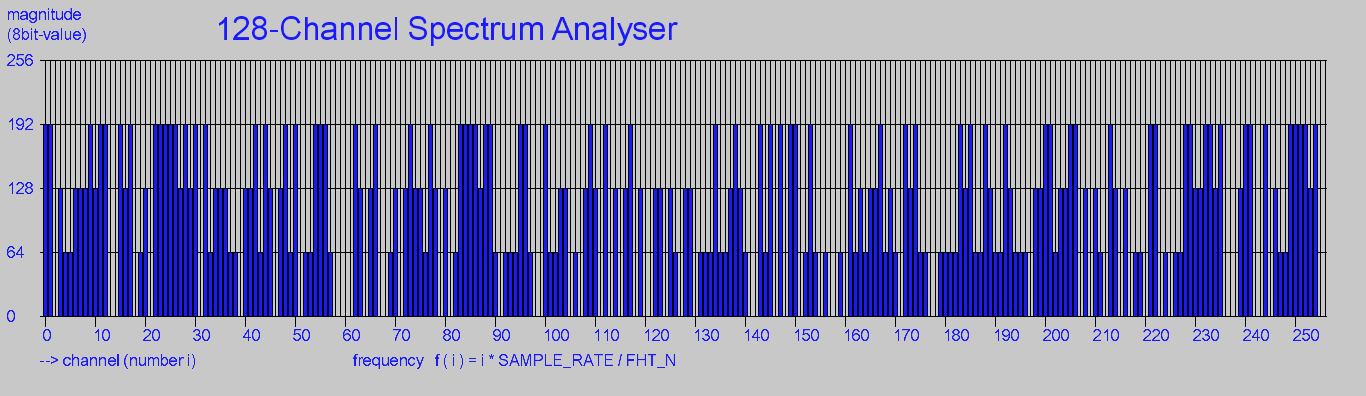 magnitude
(8bit-value)
128-Channel Spectrum Analyser
256
192
128
64
0
0 10 20 30 40 50 60 70 80 90 100 110 120 130 140 150 160 170 180 190 200 210 220 230 240 250
--> channel (number i) frequency f ( i ) = i * SAMPLE_RATE / FHT_N